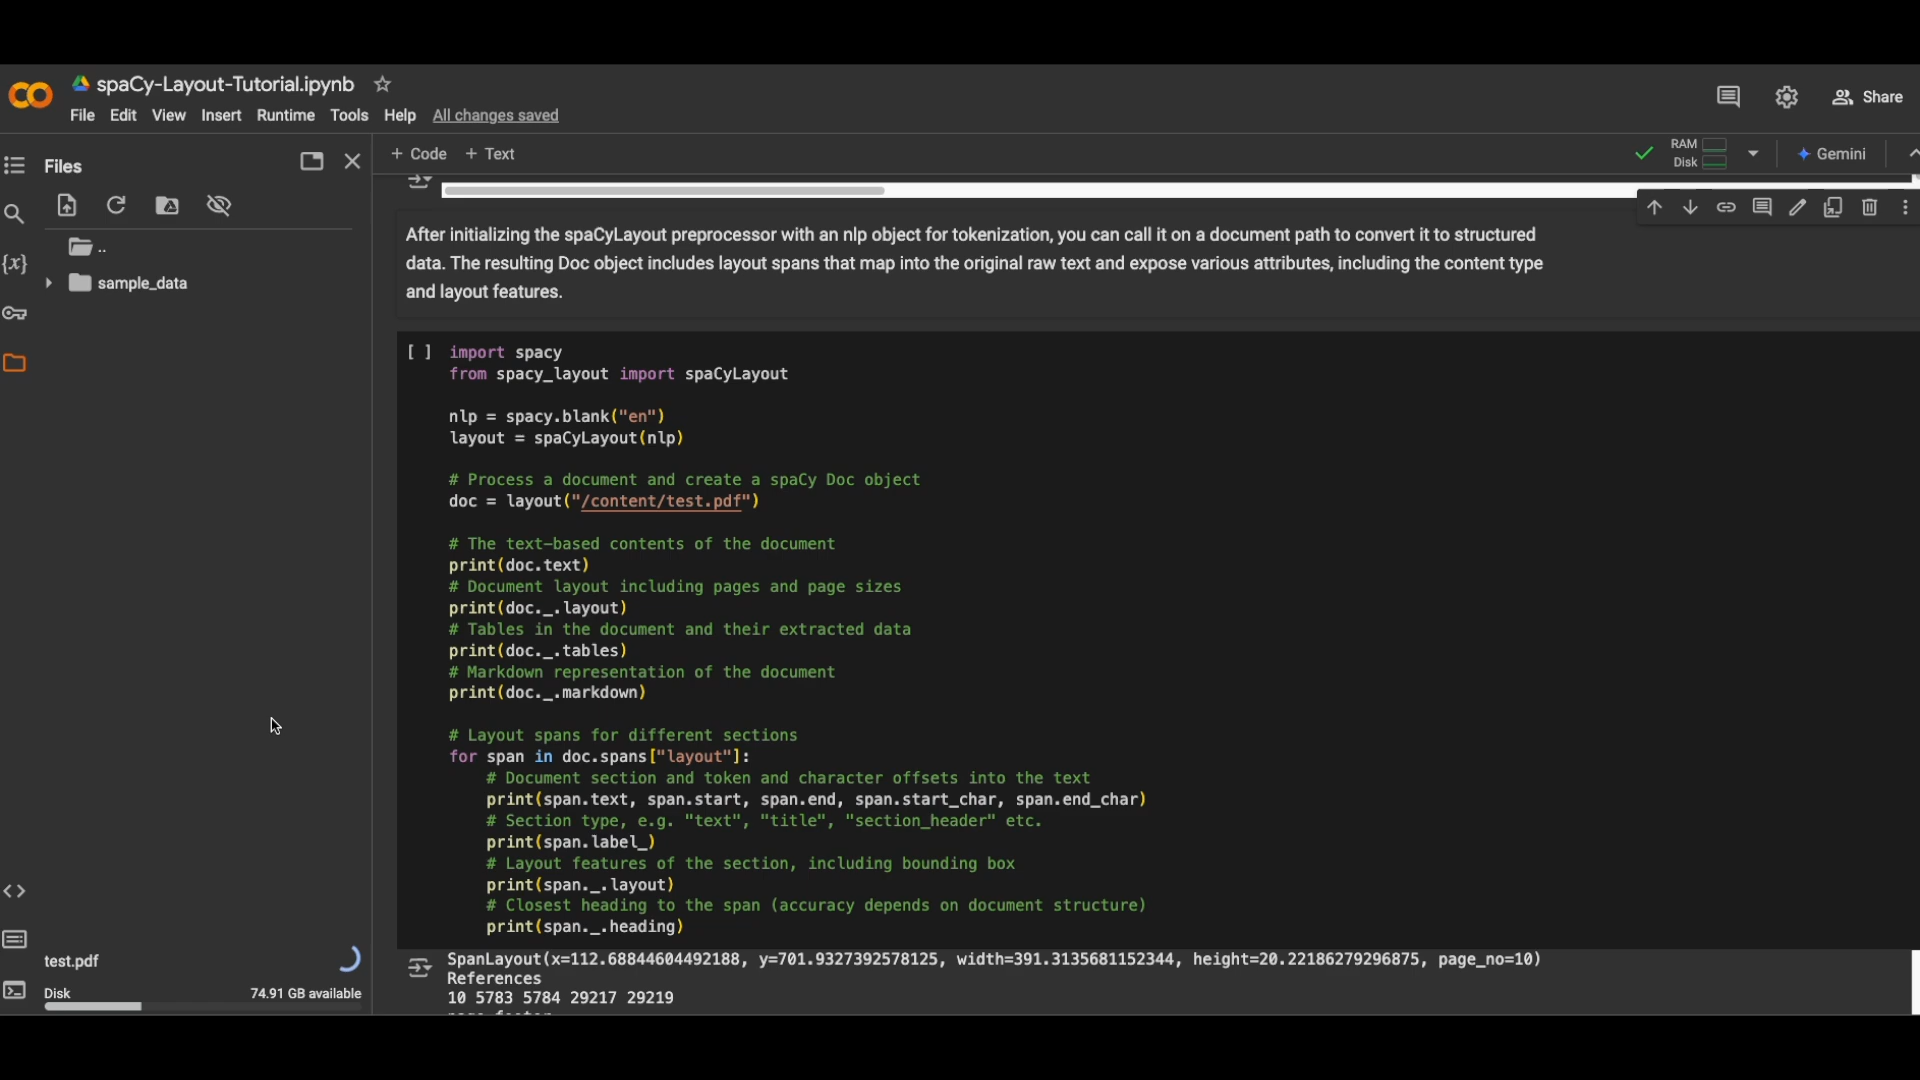 spaCy-Layout-Tutorial.ipynb
File Edit View Insert Runtime Tools Help All changes saved
Share
Files
+ Code + Text
RAM
Disk
Gemini
..
sample_data
{x}
After initializing the spaCyLayout preprocessor with an nlp object for tokenization, you can call it on a document path to convert it to structured
data. The resulting Doc object includes layout spans that map into the original raw text and expose various attributes, including the content type
and layout features.
[ ] import spacy
from spacy_layout import spaCyLayout
nlp = spacy.blank("en")
layout = spaCyLayout(nlp)
# Process a document and create a spaCy Doc object
doc = layout("/content/test.pdf")
# The text-based contents of the document
print(doc.text)
# Document layout including pages and page sizes
print(doc._.layout)
# Tables in the document and their extracted data
print(doc._.tables)
# Markdown representation of the document
print(doc._.markdown)
# Layout spans for different sections
for span in doc.spans["layout"]:
# Document section and token and character offsets into the text
print(span.text, span.start, span.end, span.start_char, span.end_char)
# Section type, e.g. "text", "title", "section_header" etc.
print(span.label_)
# Layout features of the section, including bounding box
print(span._.layout)
# Closest heading to the span (accuracy depends on document structure)
print(span._.heading)
SpanLayout(x=112.68844604492188, y=701.9327392578125, width=391.3135681152344, height=20.22186279296875, page_no=10)
References
10 5783 5784 29217 29219
test.pdf
Disk 74.91 GB available